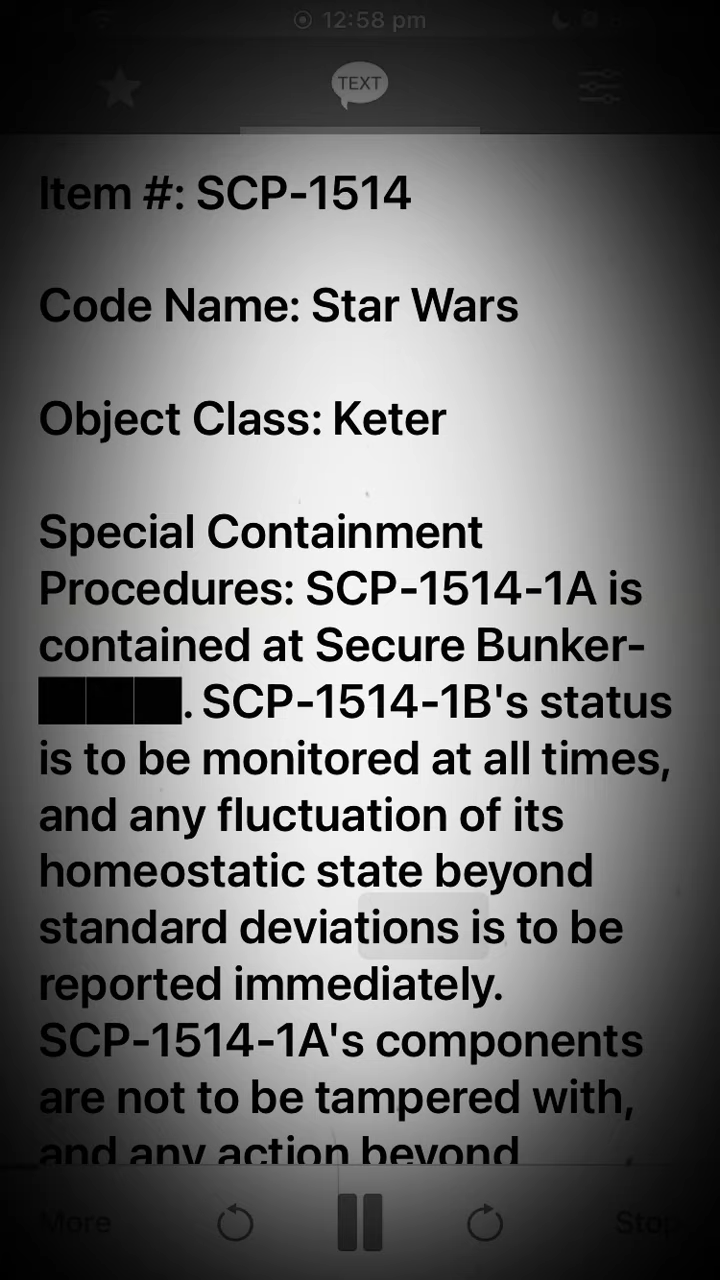 12:58 pm
TEXT
Item #: SCP-1514
Code Name: Star Wars
Object Class: Keter
Special Containment
Procedures: SCP-1514-1A is
contained at Secure Bunker-
███. SCP-1514-1B's status
is to be monitored at all times,
and any fluctuation of its
homeostatic state beyond
standard deviations is to be
reported immediately.
SCP-1514-1A's components
are not to be tampered with,
and any action beyond
More
Stop